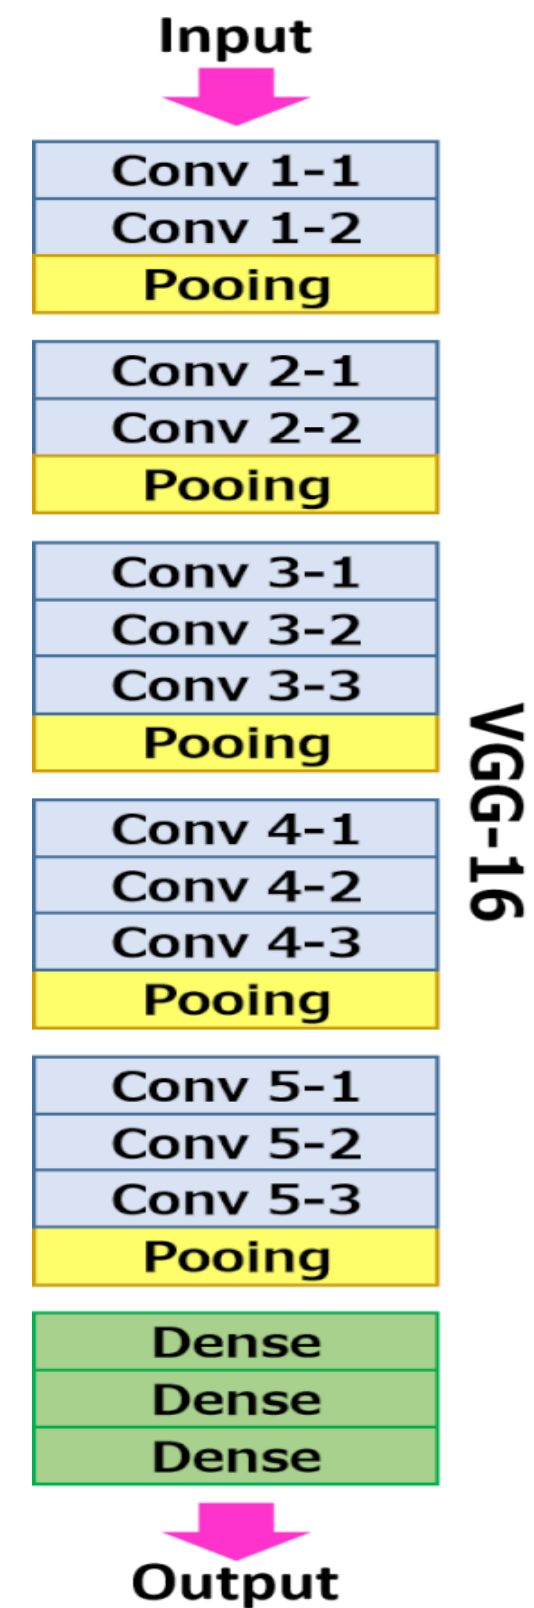 Input
Conv 1-1
Conv 1-2
Pooing
Conv 2-1
Conv 2-2
Pooing
Conv 3-1
Conv 3-2
Conv 3-3
Pooing
Conv 4-1
Conv 4-2
Conv 4-3
Pooing
Conv 5-1
Conv 5-2
Conv 5-3
Pooing
Dense
Dense
Dense
Output
VGG-16